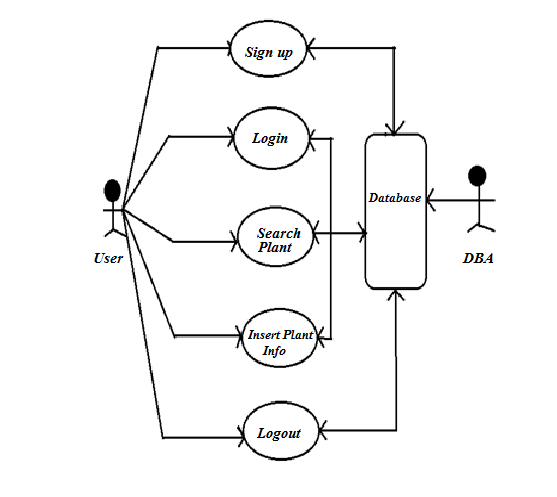 Sign up
Login
Database
Search
Plant
User
DBA
Insert Plant
Info
Logout